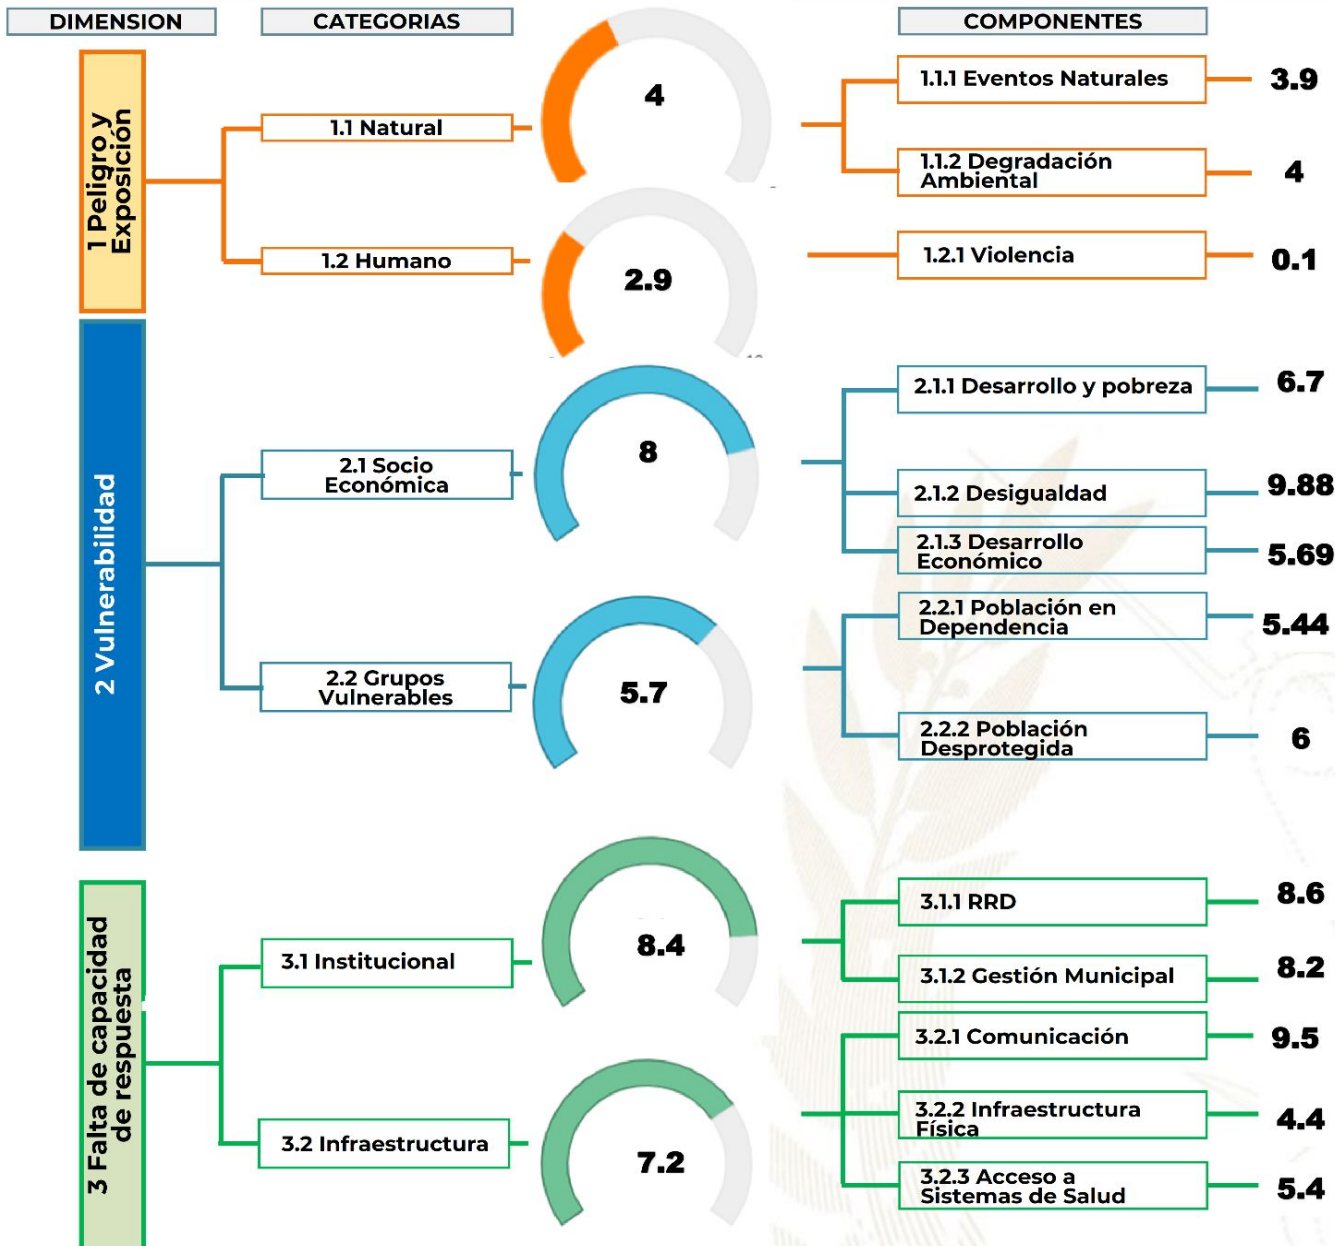 DIMENSION
CATEGORIAS
COMPONENTES
1 Peligro y
Exposición
1.1 Natural
4
1.1.1 Eventos Naturales
3.9
1.1.2 Degradación
Ambiental
4
1.2 Humano
2.9
1.2.1 Violencia
0.1
2 Vulnerabilidad
2.1 Socio
Económica
8
2.1.1 Desarrollo y pobreza
6.7
2.1.2 Desigualdad
9.88
2.1.3 Desarrollo
Económico
5.69
2.2 Grupos
Vulnerables
5.7
2.2.1 Población en
Dependencia
5.44
2.2.2 Población
Desprotegida
6
3 Falta de capacidad
de respuesta
3.1 Institucional
8.4
3.1.1 RRD
8.6
3.1.2 Gestión Municipal
8.2
3.2 Infraestructura
7.2
3.2.1 Comunicación
9.5
3.2.2 Infraestructura
Física
4.4
3.2.3 Acceso a
Sistemas de Salud
5.4